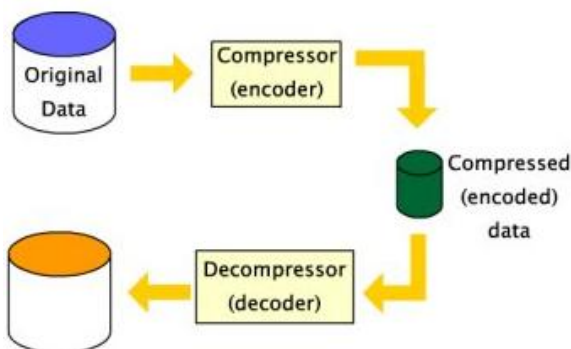 Original
Data
Compressor
(encoder)
Compressed
(encoded)
data
Decompressor
(decoder)